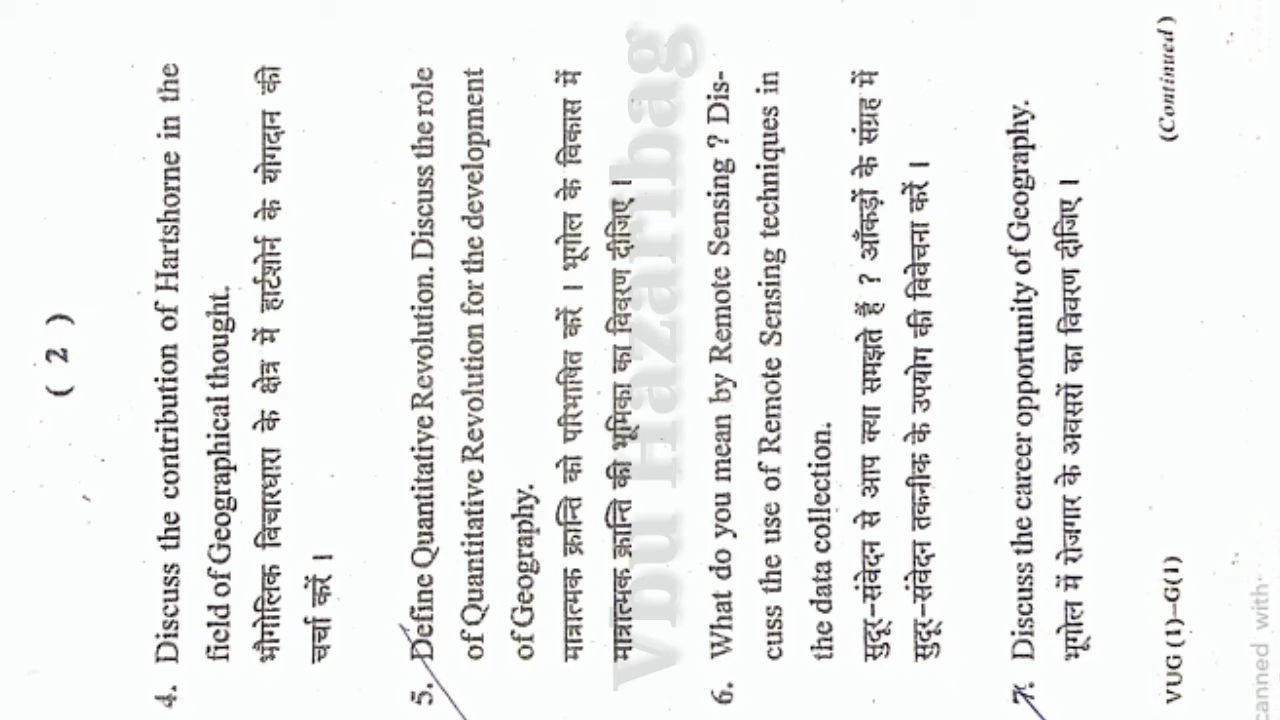 ( 2 )
4. Discuss the contribution of Hartshorne in the
field of Geographical thought.
भौगोलिक विचारधारा के क्षेत्र में हार्टशोर्न के योगदान की
चर्चा करें ।
5. Define Quantitative Revolution. Discuss the role
of Quantitative Revolution for the development
of Geography.
मात्रात्मक क्रान्ति को परिभाषित करें । भूगोल के विकास में
मात्रात्मक क्रान्ति की भूमिका का विवरण दीजिए ।
Vbu Hazaribag
6. What do you mean by Remote Sensing ? Dis-
cuss the use of Remote Sensing techniques in
the data collection.
सुदूर-संवेदन से आप क्या समझते हैं ? आँकड़ों के संग्रह में
सुदूर-संवेदन तकनीक के उपयोग की विवेचना करें ।
7. Discuss the career opportunity of Geography.
भूगोल में रोजगार के अवसरों का विवरण दीजिए ।
VUG (1)–G(1) (Continued)
canned with